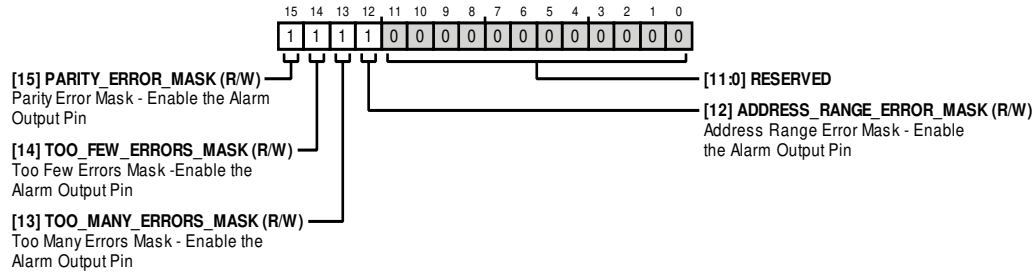 15 14 13 12 11 10 9 8 7 6 5 4 3 2 1 0
1 1 1 1 0 0 0 0 0 0 0 0 0 0 0 0
[15] PARITY_ERROR_MASK (R/W)
Parity Error Mask - Enable the Alarm
Output Pin
[14] TOO_FEW_ERRORS_MASK (R/W)
Too Few Errors Mask -Enable the
Alarm Output Pin
[13] TOO_MANY_ERRORS_MASK (R/W)
Too Many Errors Mask - Enable the
Alarm Output Pin
[11:0] RESERVED
[12] ADDRESS_RANGE_ERROR_MASK (R/W)
Address Range Error Mask - Enable
the Alarm Output Pin